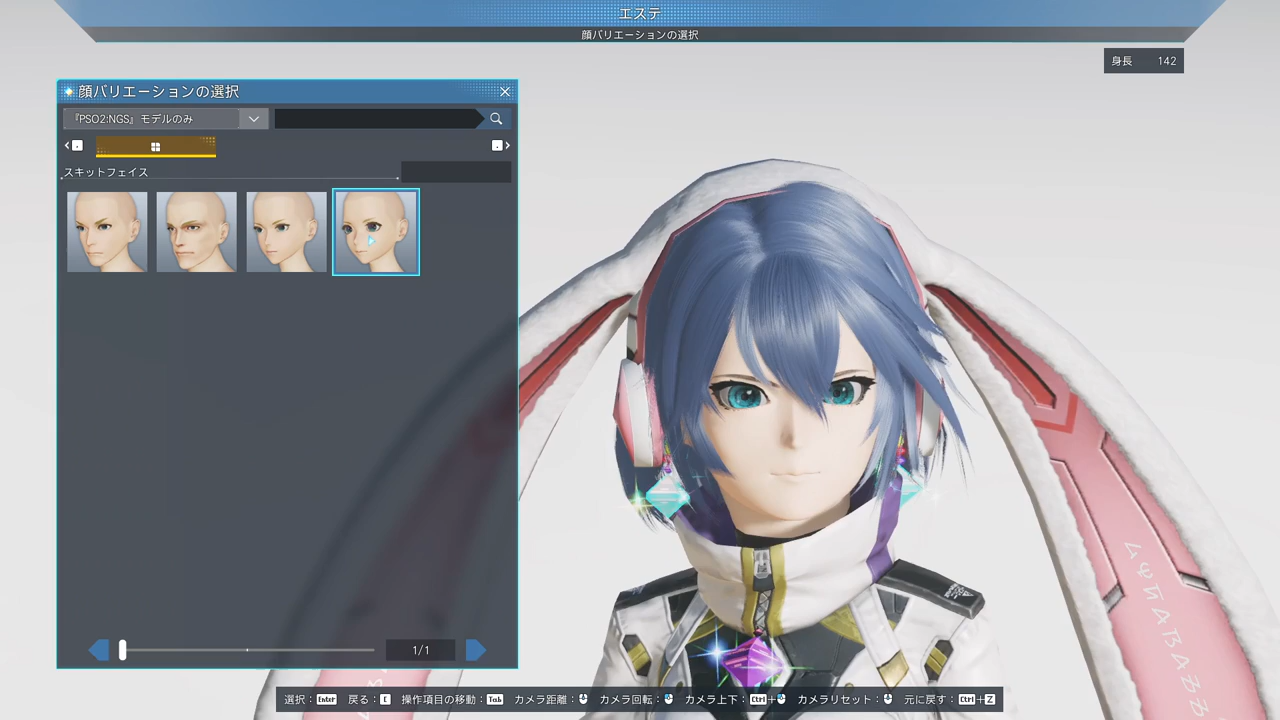 エステ
顔バリエーションの選択
身長 142
顔バリエーションの選択
『PSO2:NGS』モデルのみ
スキットフェイス
1/1
選択：Enter 戻る：E 操作項目の移動：Tab カメラ距離： カメラ回転： カメラ上下：Ctrl+ カメラリセット： 元に戻す：Ctrl+Z